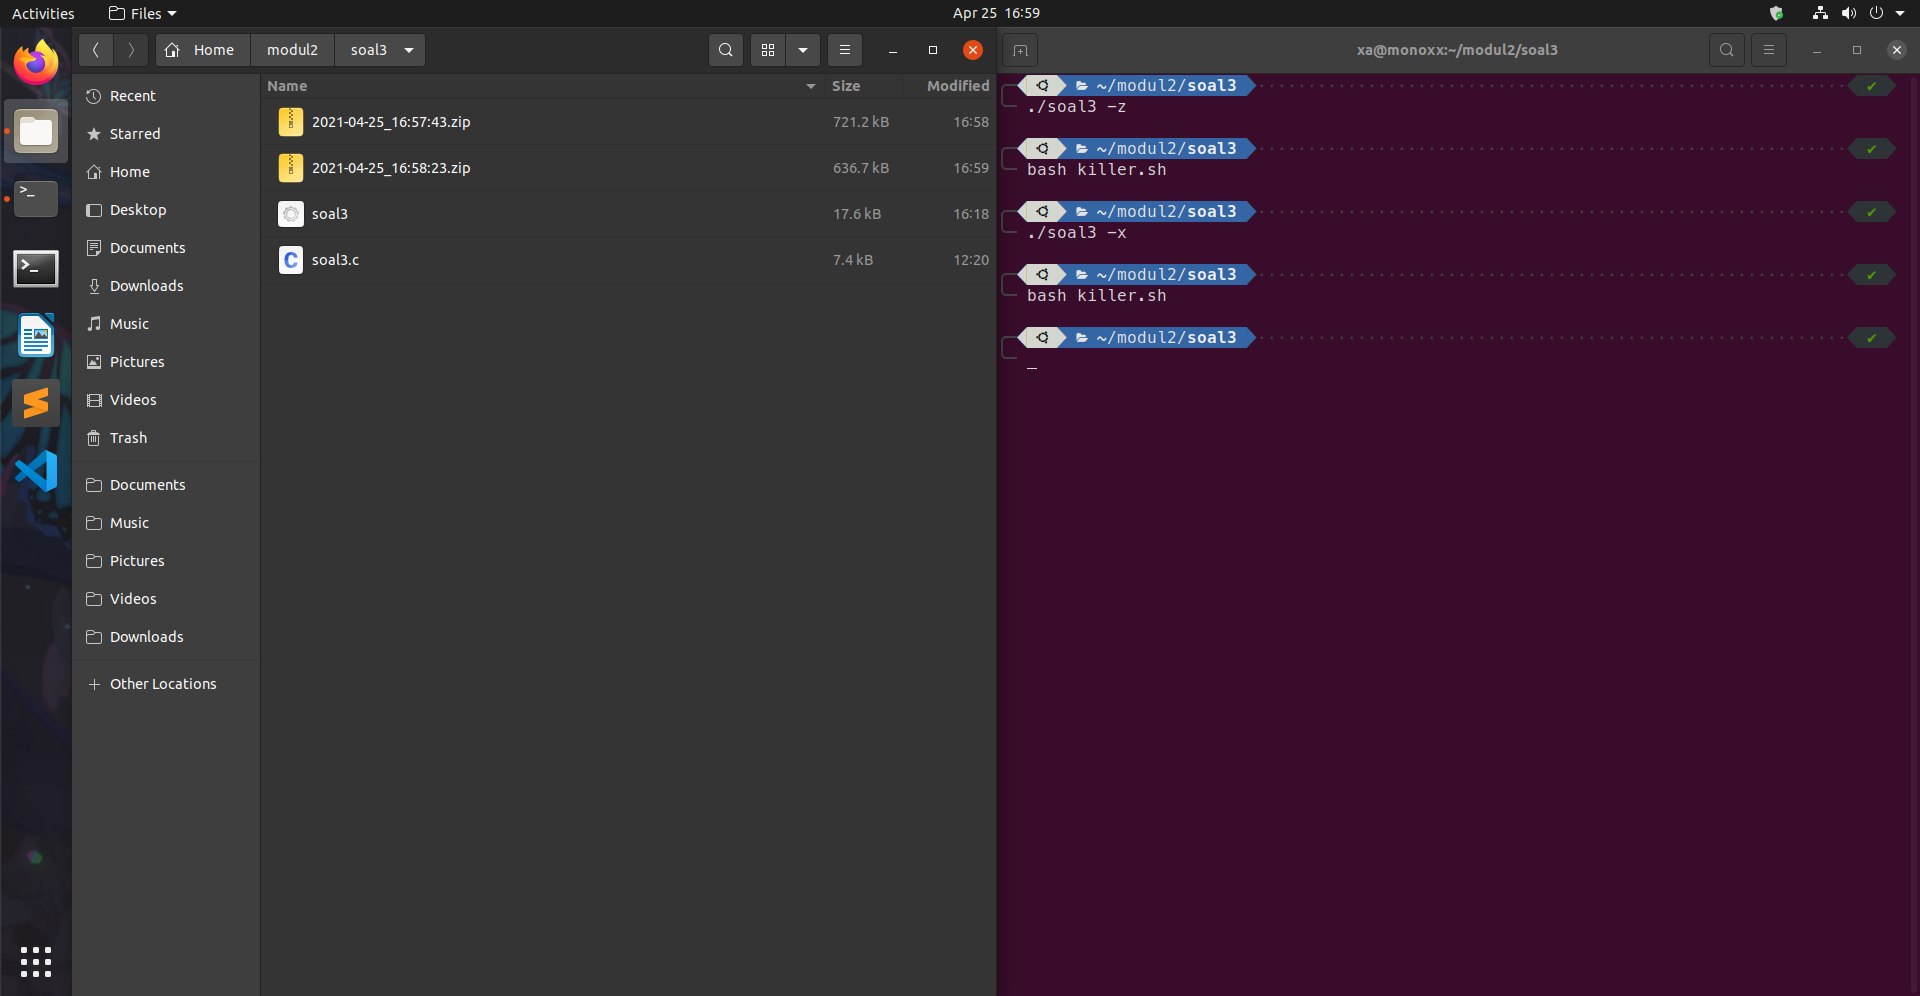 Activities
Files
Apr 25 16:59
Home
modul2
soal3
Recent
Starred
Home
Desktop
Documents
Downloads
Music
Pictures
Videos
Trash
Documents
Music
Pictures
Videos
Downloads
Other Locations
Name Size Modified
2021-04-25_16:57:43.zip 721.2 kB 16:58
2021-04-25_16:58:23.zip 636.7 kB 16:59
soal3 17.6 kB 16:18
soal3.c 7.4 kB 12:20
xa@monoxx:~/modul2/soal3
~/modul2/soal3
./soal3 -z
~/modul2/soal3
bash killer.sh
~/modul2/soal3
./soal3 -x
~/modul2/soal3
bash killer.sh
~/modul2/soal3
_